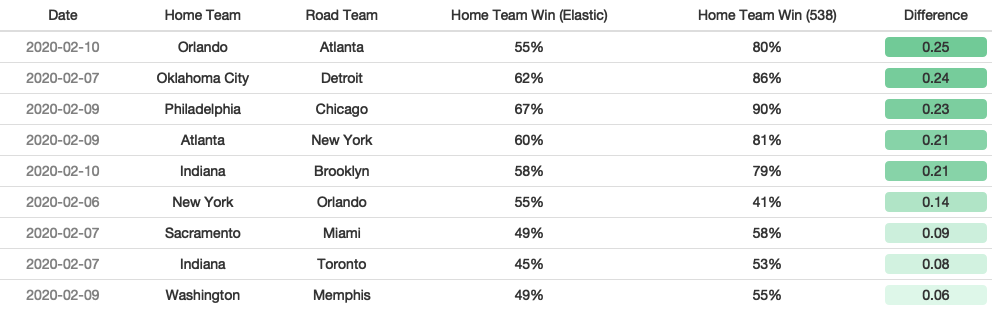 Date Home Team Road Team Home Team Win (Elastic) Home Team Win (538) Difference
2020-02-10 Orlando Atlanta 55% 80% 0.25
2020-02-07 Oklahoma City Detroit 62% 86% 0.24
2020-02-09 Philadelphia Chicago 67% 90% 0.23
2020-02-09 Atlanta New York 60% 81% 0.21
2020-02-10 Indiana Brooklyn 58% 79% 0.21
2020-02-06 New York Orlando 55% 41% 0.14
2020-02-07 Sacramento Miami 49% 58% 0.09
2020-02-07 Indiana Toronto 45% 53% 0.08
2020-02-09 Washington Memphis 49% 55% 0.06